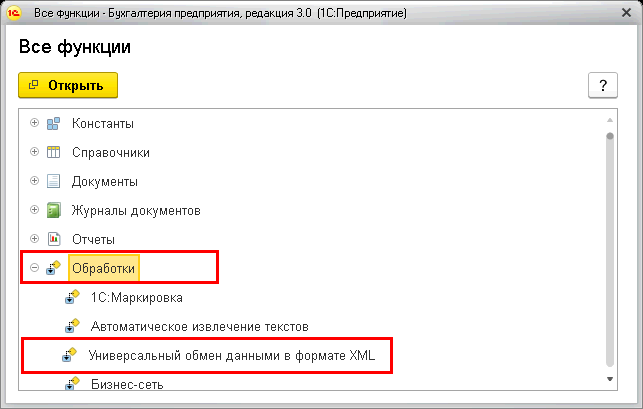 1С Все функции - Бухгалтерия предприятия, редакция 3.0 (1С:Предприятие)
Все функции
Открыть
?
Константы
Справочники
Документы
Журналы документов
Отчеты
Обработки
1С:Маркировка
Автоматическое извлечение текстов
Универсальный обмен данными в формате XML
Бизнес-сеть